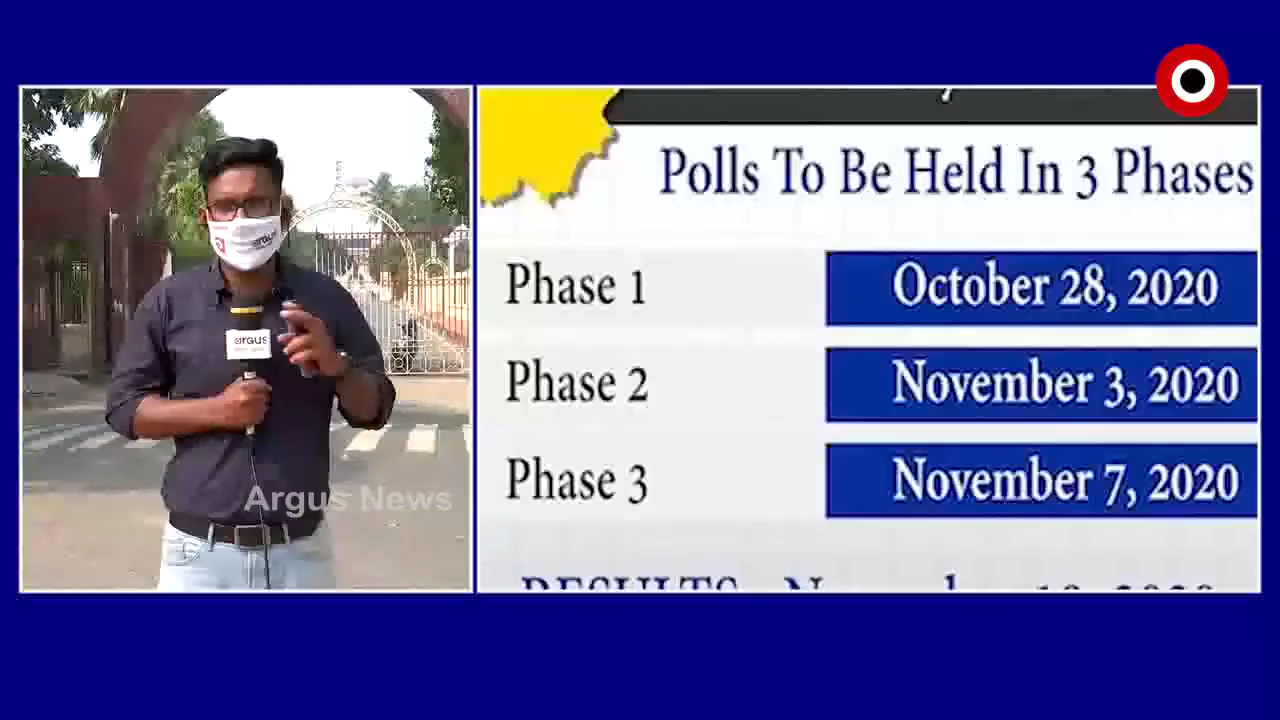 Polls To Be Held In 3 Phases
Phase 1
October 28, 2020
Phase 2
November 3, 2020
Phase 3
November 7, 2020
argus
Argus News